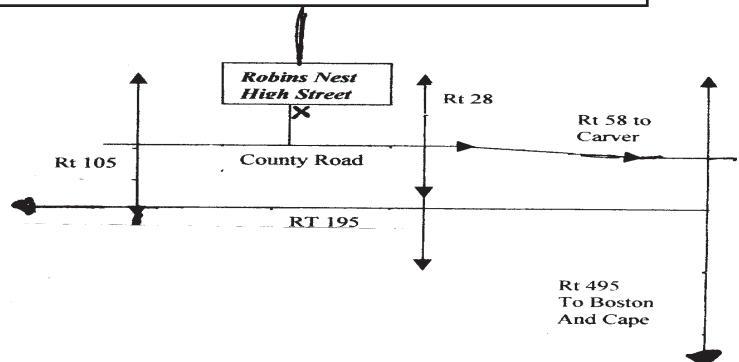 Robins Nest
High Street
Rt 28
Rt 58 to
Carver
Rt 105
County Road
RT 195
Rt 495
To Boston
And Cape